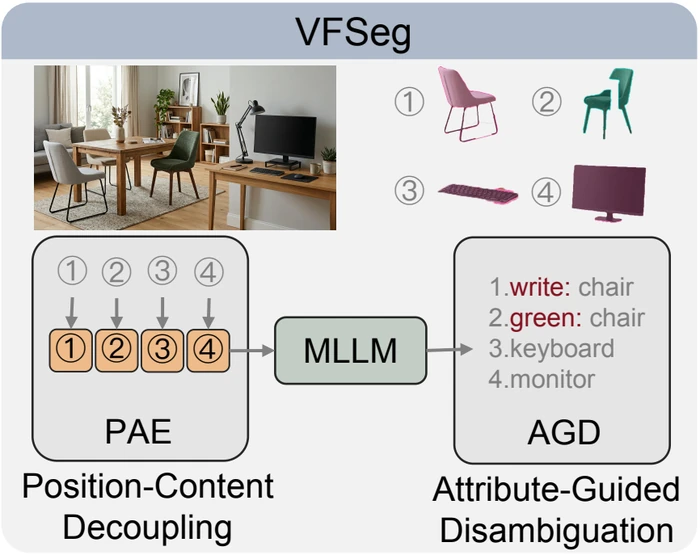 VFSeg
① ②
③ ④
① ② ③ ④
① ② ③ ④
MLLM
1.write: chair
2.green: chair
3.keyboard
4.monitor
PAE
AGD
Position-Content
Decoupling
Attribute-Guided
Disambiguation